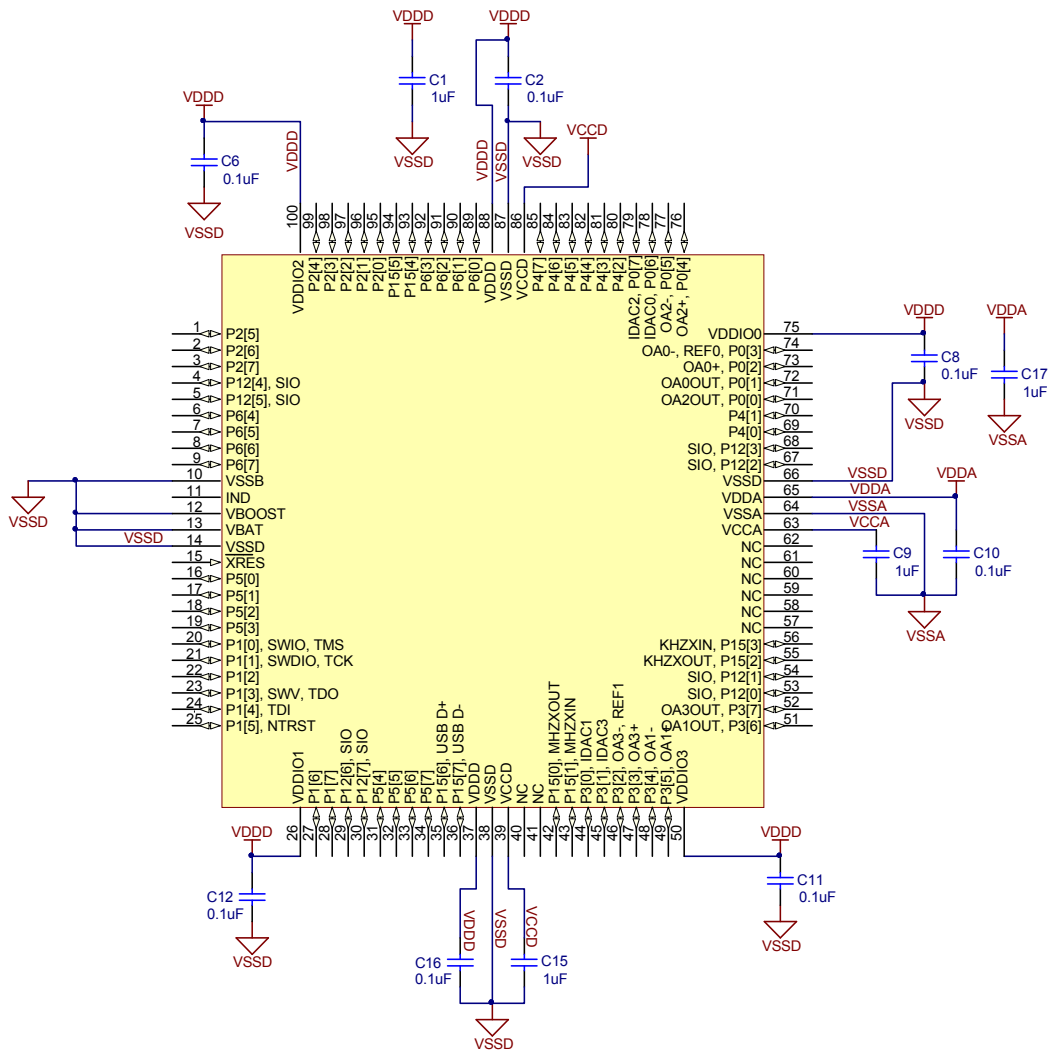 VDDD
C1
1uF
VSSD
VDDD
C2
0.1uF
VSSD
VCCD
VDDD
C6
0.1uF
VSSD
VDDD
VDDD
VSSD
100
99
98
97
96
95
94
93
92
91
90
89
88
87
86
85
84
83
82
81
80
79
78
77
76
VDDIO2
P2[4]
P2[3]
P2[2]
P2[1]
P2[0]
P15[5]
P15[4]
P6[3]
P6[2]
P6[1]
P6[0]
VDDD
VSSD
VCCD
P4[7]
P4[6]
P4[5]
P4[4]
P4[3]
P4[2]
IDAC2, P0[7]
IDAC0, P0[6]
OA2-, P0[5]
OA2+, P0[4]
1 P2[5]
2 P2[6]
3 P2[7]
4 P12[4], SIO
5 P12[5], SIO
6 P6[4]
7 P6[5]
8 P6[6]
9 P6[7]
10 VSSB
11 IND
12 VBOOST
13 VBAT
VSSD 14 VSSD
15 XRES
16 P5[0]
17 P5[1]
18 P5[2]
19 P5[3]
20 P1[0], SWIO, TMS
21 P1[1], SWDIO, TCK
22 P1[2]
23 P1[3], SWV, TDO
24 P1[4], TDI
25 P1[5], NTRST
VSSD
VDDIO0 75
OA0-, REF0, P0[3] 74
OA0+, P0[2] 73
OA0OUT, P0[1] 72
OA2OUT, P0[0] 71
P4[1] 70
P4[0] 69
SIO, P12[3] 68
SIO, P12[2] 67
VSSD 66 VSSD
VDDA 65 VDDA
VSSA 64 VSSA
VCCA 63 VCCA
NC 62
NC 61
NC 60
NC 59
NC 58
NC 57
KHZXIN, P15[3] 56
KHZXOUT, P15[2] 55
SIO, P12[1] 54
SIO, P12[0] 53
OA3OUT, P3[7] 52
OA1OUT, P3[6] 51
VDDD
C8
0.1uF
VSSD
VDDA
C17
1uF
VSSA
VDDA
C9
1uF
C10
0.1uF
VSSA
VDDIO1
P1[6]
P1[7]
P12[6], SIO
P12[7], SIO
P5[4]
P5[5]
P5[6]
P5[7]
P15[6], USB D+
P15[7], USB D-
VDDD
VSSD
VCCD
NC
NC
P15[0], MHZXOUT
P15[1], MHZXIN
P3[0], IDAC1
P3[1], IDAC3
P3[2], OA3-, REF1
P3[3], OA3+
P3[4], OA1-
P3[5], OA1+
VDDIO3
26
27
28
29
30
31
32
33
34
35
36
37
38
39
40
41
42
43
44
45
46
47
48
49
50
VDDD
C12
0.1uF
VSSD
VDDD
VSSD
VCCD
C16
0.1uF
C15
1uF
VSSD
VDDD
C11
0.1uF
VSSD